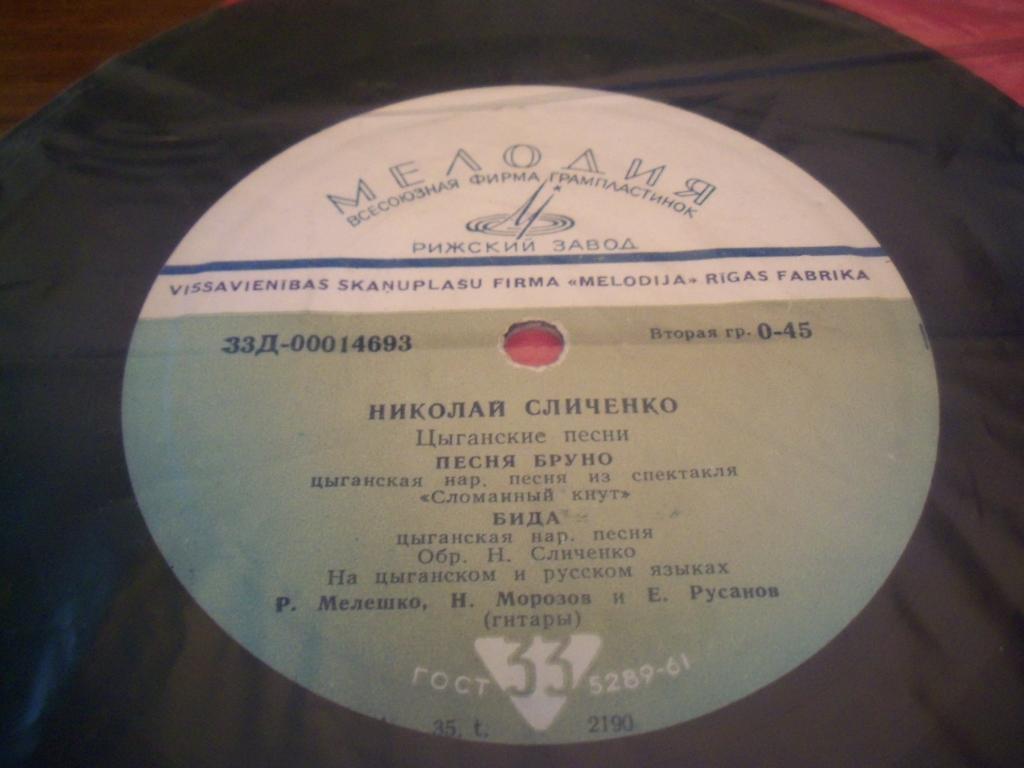 МЕЛОДИЯ
ВСЕСОЮЗНАЯ ФИРМА ГРАМПЛАСТИНОК
РИЖСКИЙ ЗАВОД
VISSAVIENĪBAS SKAŅUPLAŠU FIRMA «MELODIJA» RĪGAS FABRIKA
33Д-00014693 Вторая гр. 0-45
НИКОЛАЙ СЛИЧЕНКО
Цыганские песни
ПЕСНЯ БРУНО
цыганская нар. песня из спектакля
«Сломанный кнут»
БИДА
цыганская нар. песня
Обр. Н. Сличенко
На цыганском и русском языках
Р. Мелешко, Н. Морозов и Е. Русанов
(гитары)
ГОСТ 33 5289-61
35. t. 2190